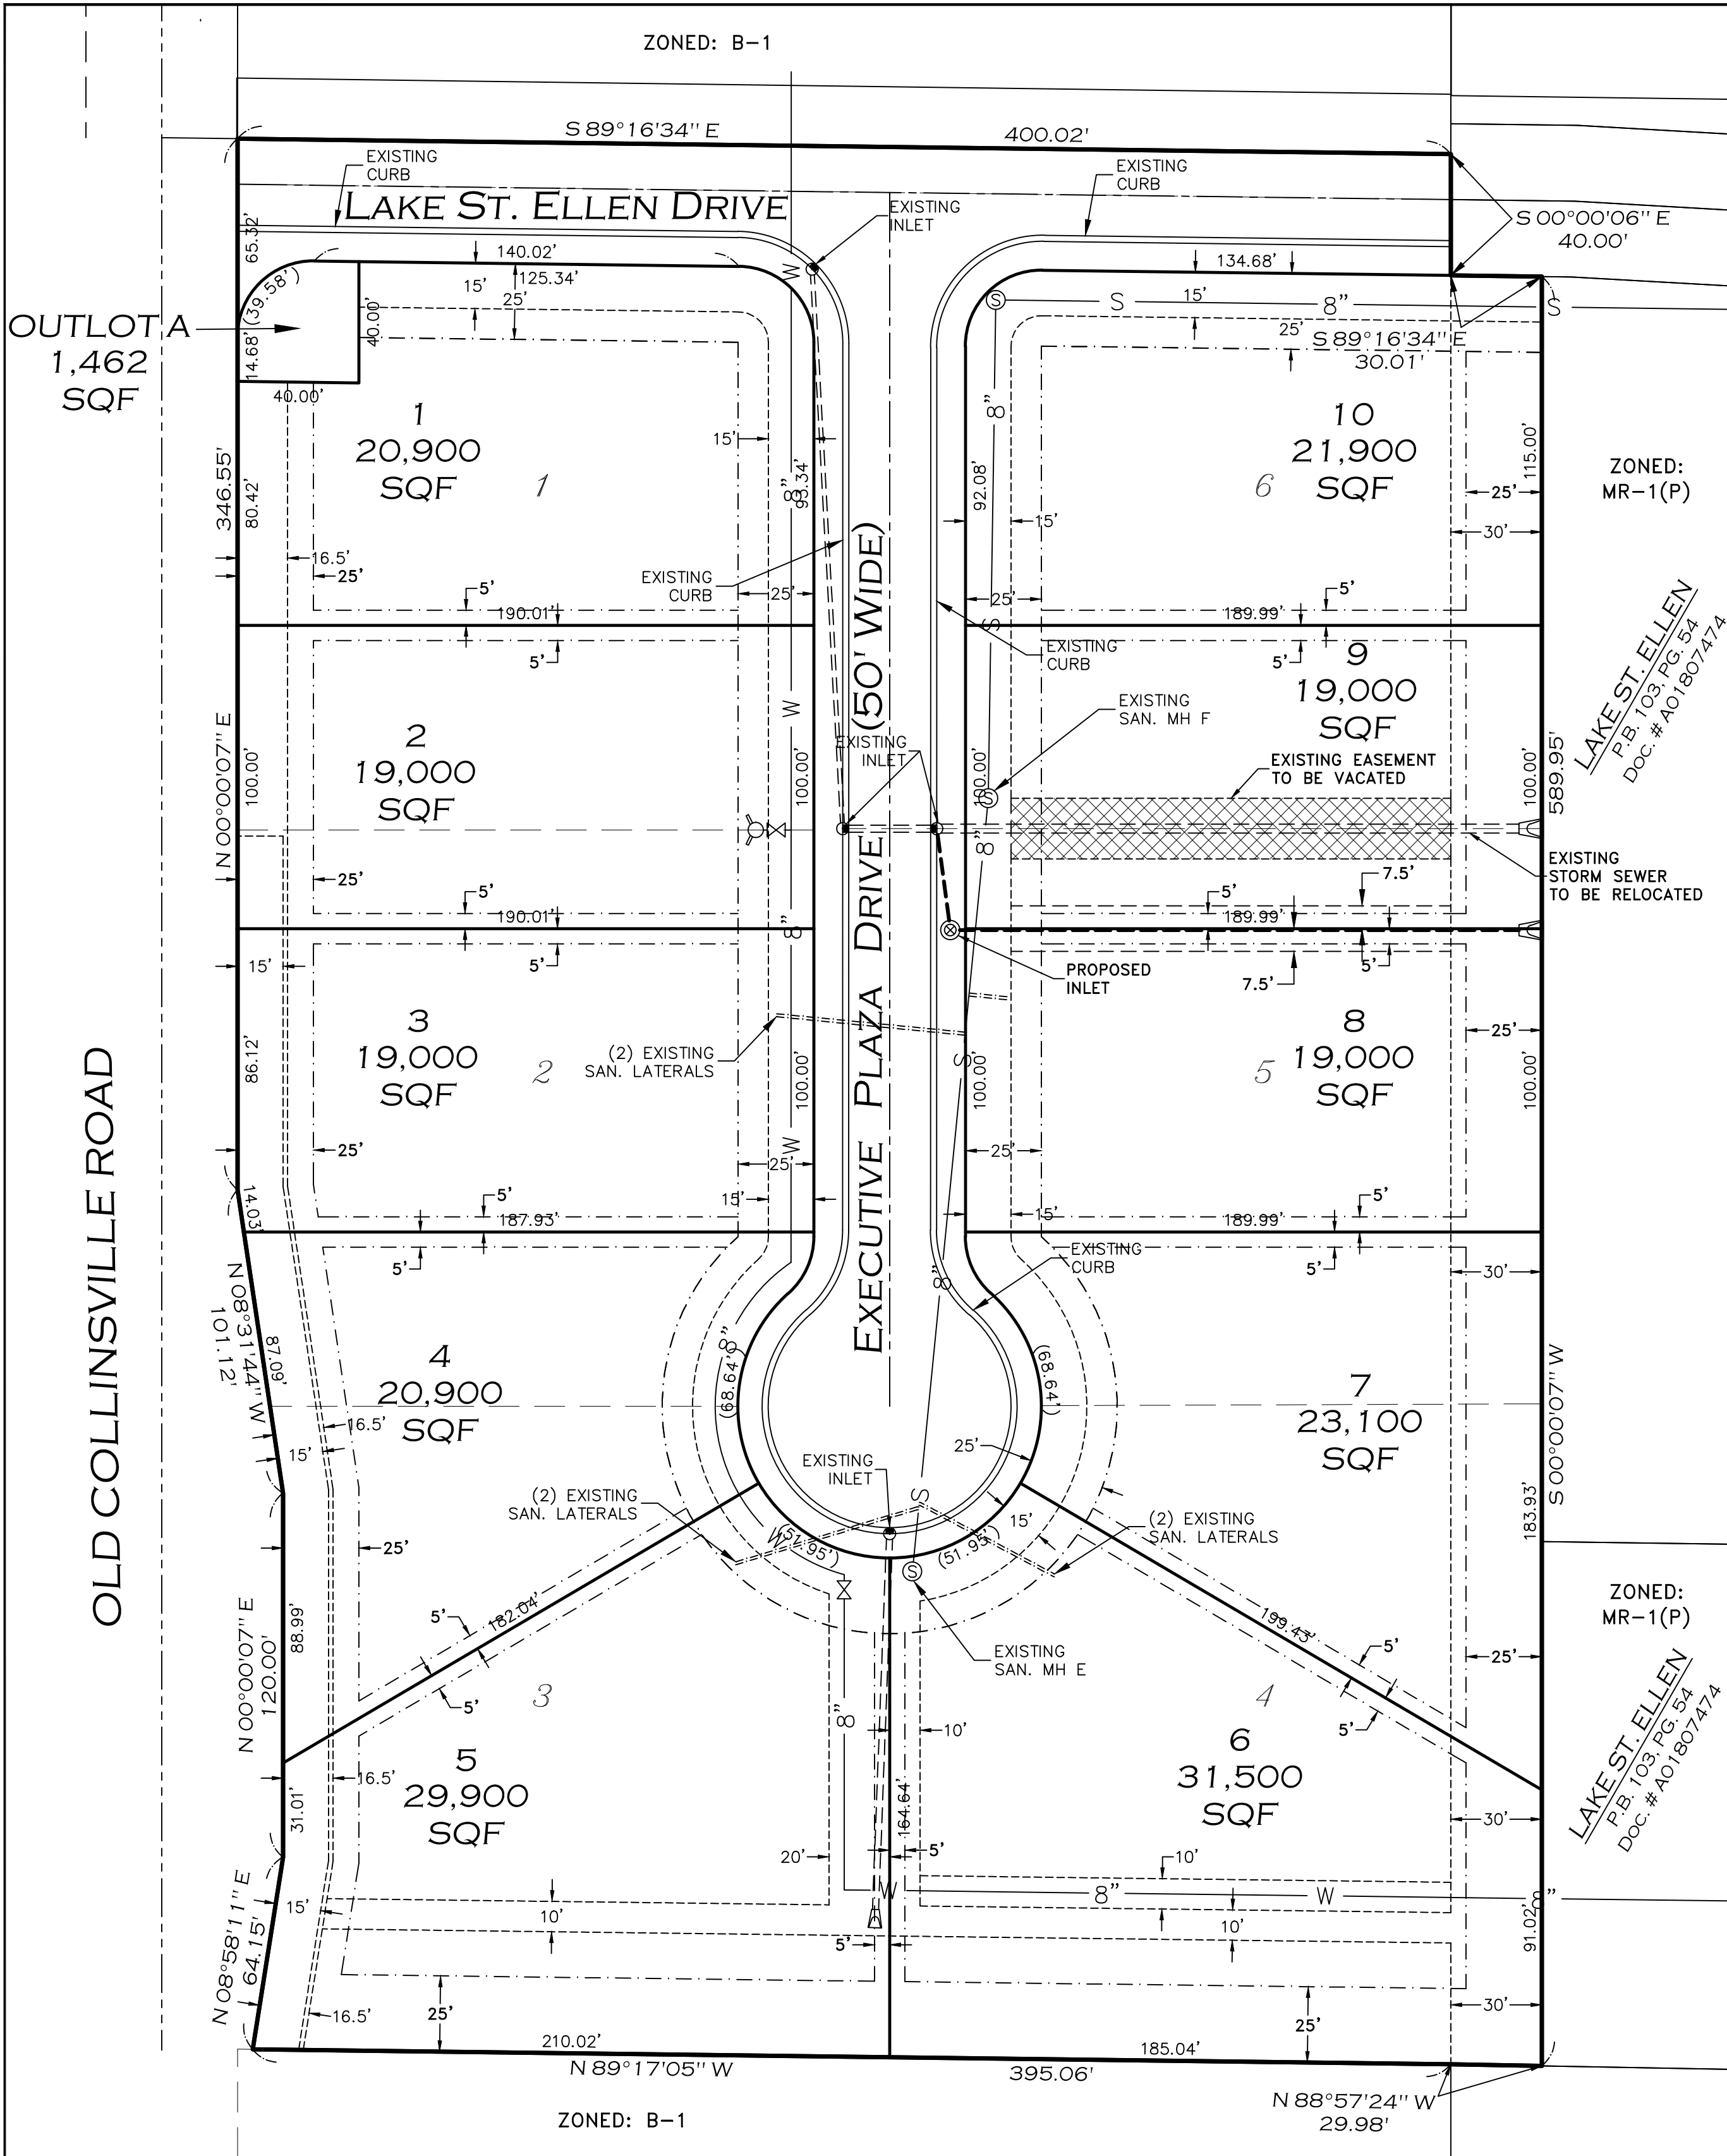 ZONED: B-1
S 89°16'34" E
400.02'
EXISTING
CURB
EXISTING
CURB
LAKE ST. ELLEN DRIVE
EXISTING
INLET
S 00°00'06" E
40.00'
65.32'
140.02'
125.34'
15'
25'
134.68'
15'
25'
S
8"
S
S 89°16'34" E
30.01'
(39.58')
14.68'
40.00'
40.00'
OUTLOT A
1,462
SQF
1
20,900
SQF
1
10
21,900
SQF
6
W
15'
8"
93.34'
8"
92.08'
15'
115.00'
25'
30'
ZONED:
MR-1(P)
346.55'
80.42'
16.5'
25'
EXISTING
CURB
25'
25'
S
5'
190.01'
5'
5'
189.99'
5'
EXISTING
CURB
(50' WIDE)
LAKE ST. ELLEN
P.B. 103, PG. 54
DOC. # A01807474
2
19,000
SQF
9
19,000
SQF
N 00°00'07" E
100.00'
W
100.00'
EXISTING
INLET
EXISTING
SAN. MH F
S
100.00'
EXISTING EASEMENT
TO BE VACATED
100.00'
589.95'
8"
EXISTING
STORM SEWER
TO BE RELOCATED
25'
5'
190.01'
5'
8"
5'
189.99'
7.5'
5'
7.5'
PROPOSED
INLET
15'
3
19,000
SQF
2
8
19,000
SQF
5
25'
86.12'
(2) EXISTING
SAN. LATERALS
100.00'
S
100.00'
100.00'
EXECUTIVE PLAZA DRIVE
OLD COLLINSVILLE ROAD
25'
W
25'
25'
15'
15'
14.03'
5'
187.93'
5'
5'
189.99'
5'
EXISTING
CURB
8"
30'
N 08°31'44" W
101.12'
87.09'
4
20,900
SQF
8"
(68.64')
(68.64')
7
23,100
SQF
S 00°00'07" W
16.5'
15'
25'
EXISTING
INLET
(2) EXISTING
SAN. LATERALS
S
15'
(2) EXISTING
SAN. LATERALS
183.93'
25'
W
(51.95')
(51.95')
S
N 00°00'07" E
120.00'
88.99'
5'
182.04'
5'
EXISTING
SAN. MH E
199.43'
5'
5'
25'
ZONED:
MR-1(P)
3
4
8"
10'
5
29,900
SQF
6
31,500
SQF
16.5'
31.01'
164.64'
30'
LAKE ST. ELLEN
P.B. 103, PG. 54
DOC. # A01807474
20'
5'
10'
W
8"
W
8"
N 08°58'11" E
64.15'
15'
10'
10'
91.02'
5'
16.5'
25'
25'
30'
210.02'
185.04'
N 89°17'05" W
395.06'
N 88°57'24" W
29.98'
ZONED: B-1